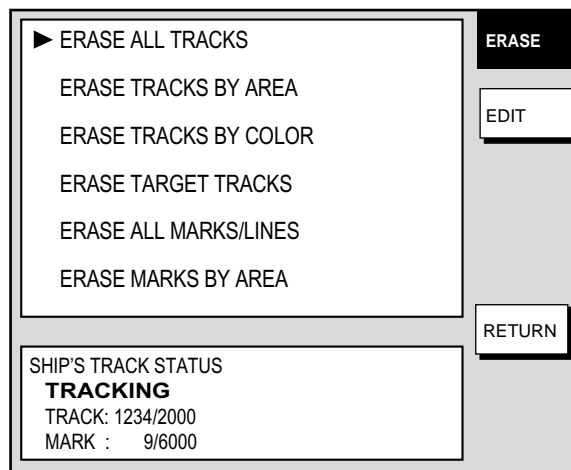 ▶ ERASE ALL TRACKS
ERASE TRACKS BY AREA
ERASE TRACKS BY COLOR
ERASE TARGET TRACKS
ERASE ALL MARKS/LINES
ERASE MARKS BY AREA
ERASE
EDIT
RETURN
SHIP'S TRACK STATUS
TRACKING
TRACK: 1234/2000
MARK : 9/6000